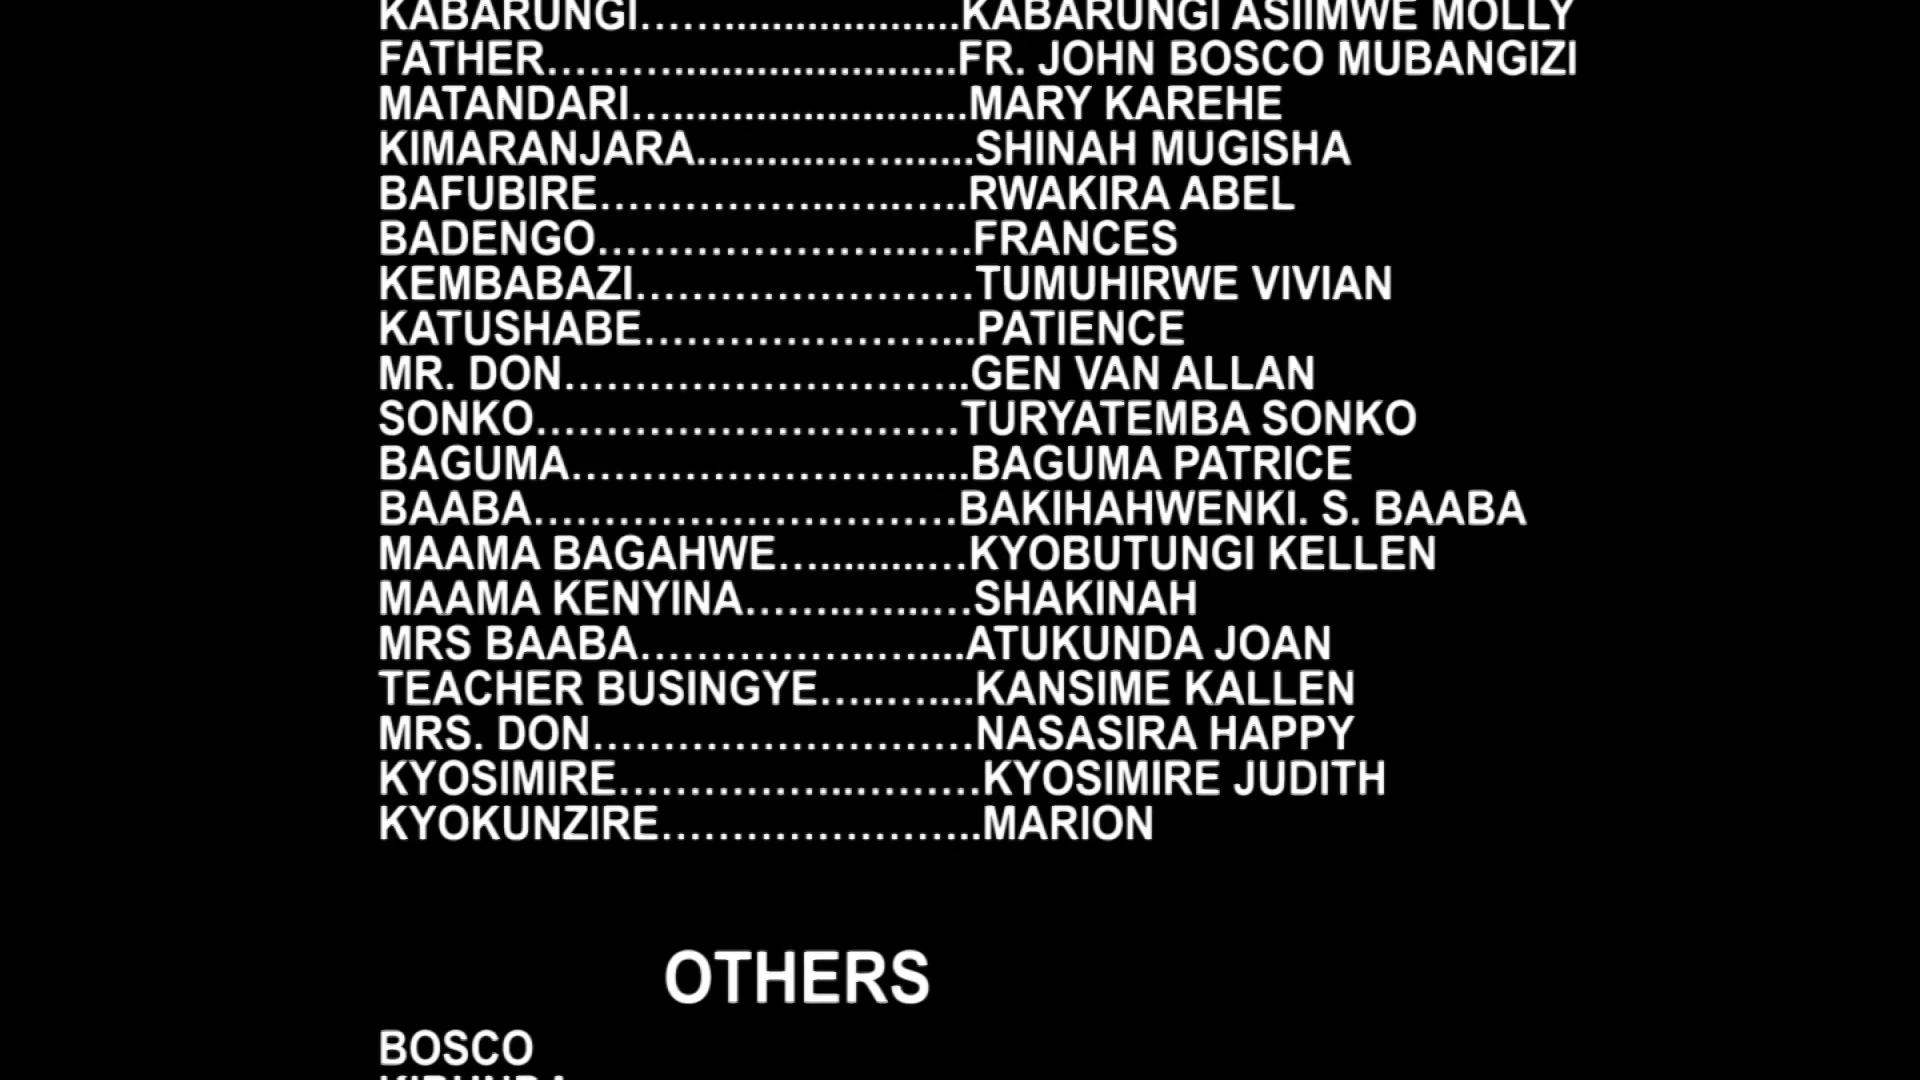 KABARUNGI.............................KABARUNGI ASIIMWE MOLLY
FATHER.................................FR. JOHN BOSCO MUBANGIZI
MATANDARI............................MARY KAREHE
KIMARANJARA.........................SHINAH MUGISHA
BAFUBIRE..............................RWAKIRA ABEL
BADENGO..............................FRANCES
KEMBABAZI...........................TUMUHIRWE VIVIAN
KATUSHABE...........................PATIENCE
MR. DON................................GEN VAN ALLAN
SONKO.................................TURYATEMBA SONKO
BAGUMA................................BAGUMA PATRICE
BAABA..................................BAKIHAHWENKI. S. BAABA
MAAMA BAGAHWE................KYOBUTUNGI KELLEN
MAAMA KENYINA...................SHAKINAH
MRS BAABA...........................ATUKUNDA JOAN
TEACHER BUSINGYE.............KANSIME KALLEN
MRS. DON..............................NASASIRA HAPPY
KYOSIMIRE.............................KYOSIMIRE JUDITH
KYOKUNZIRE..........................MARION
OTHERS
BOSCO